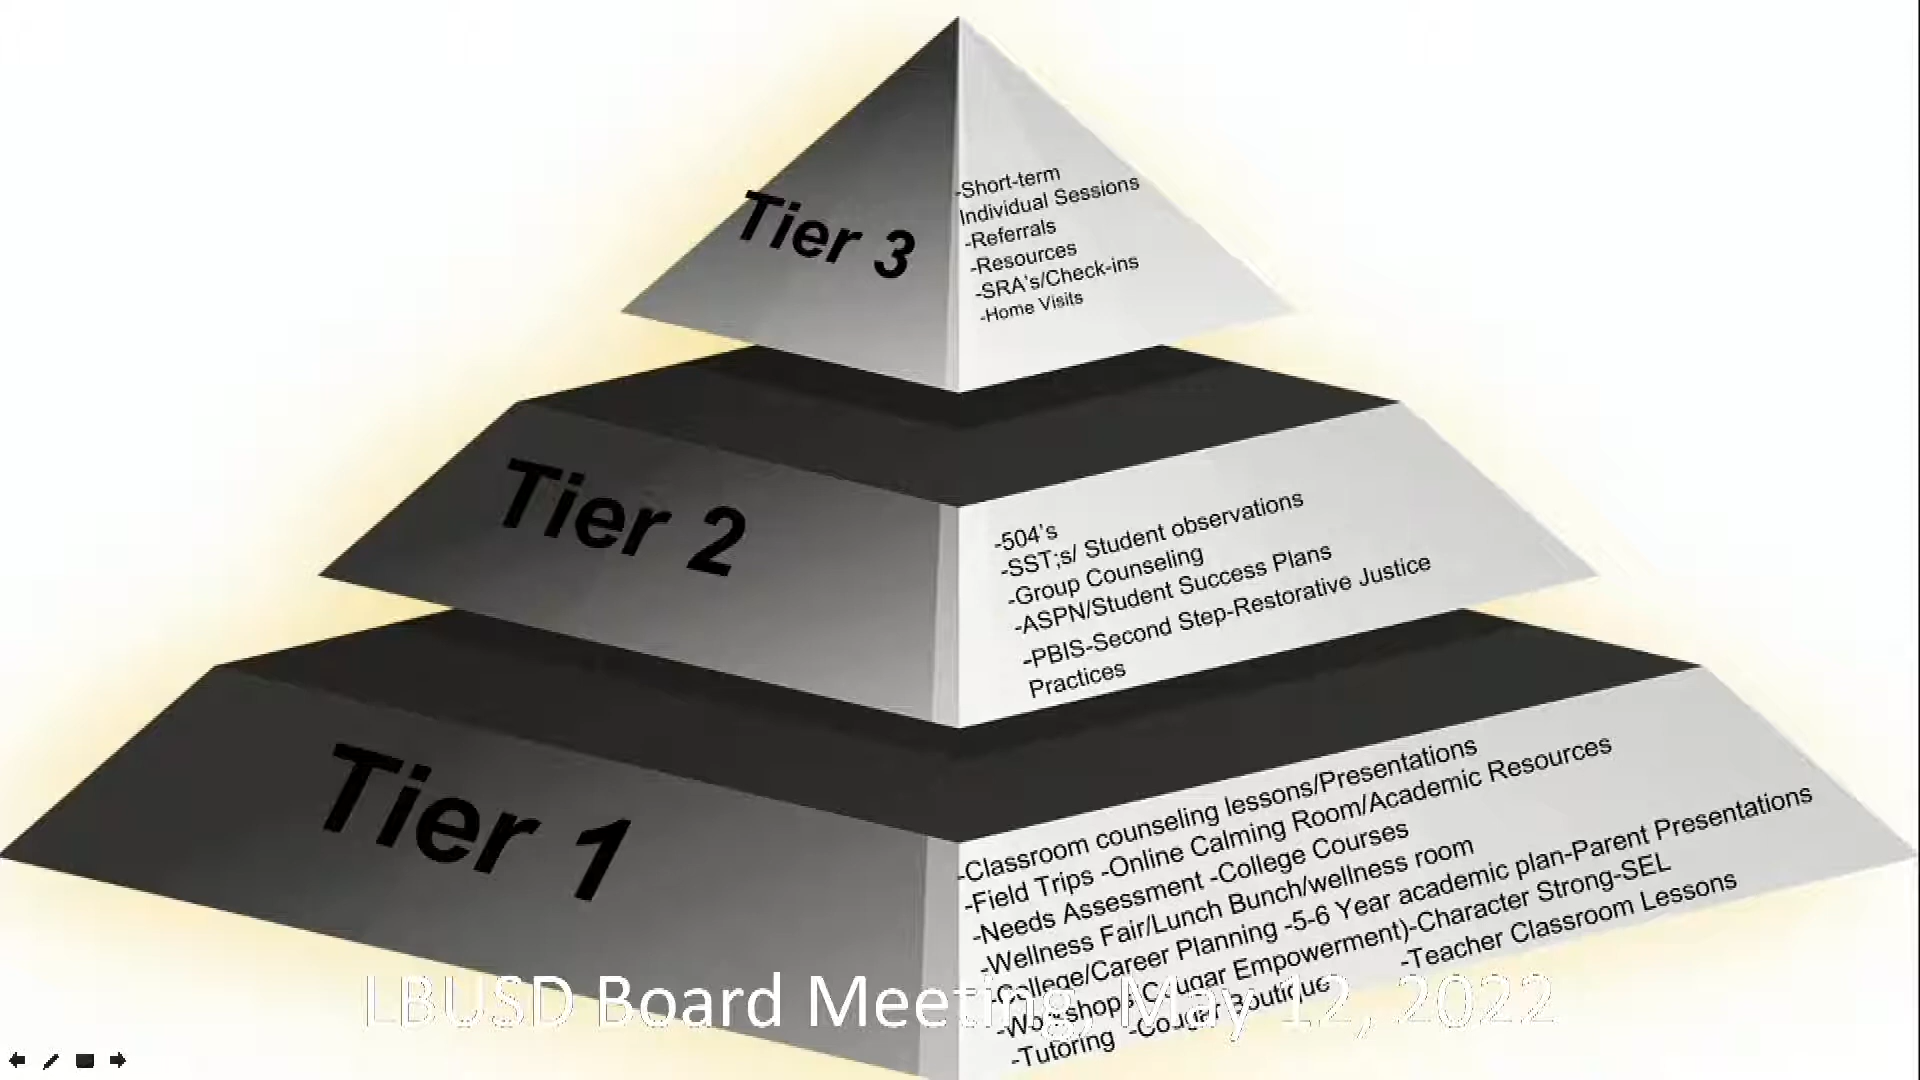 Tier 3
-Short-term
Individual Sessions
-Referrals
-Resources
-SRA's/Check-ins
-Home Visits
Tier 2
-504's
-SST;s/ Student observations
-Group Counseling
-ASPN/Student Success Plans
-PBIS-Second Step-Restorative Justice
Practices
Tier 1
-Classroom counseling lessons/Presentations
-Field Trips -Online Calming Room/Academic Resources
-Needs Assessment -College Courses
-Wellness Fair/Lunch Bunch/wellness room
-College/Career Planning -5-6 Year academic plan-Parent Presentations
-Workshops(Cougar Empowerment)-Character Strong-SEL
-Tutoring -Cougar Boutique -Teacher Classroom Lessons
LBUSD Board Meeting, May 12, 2022